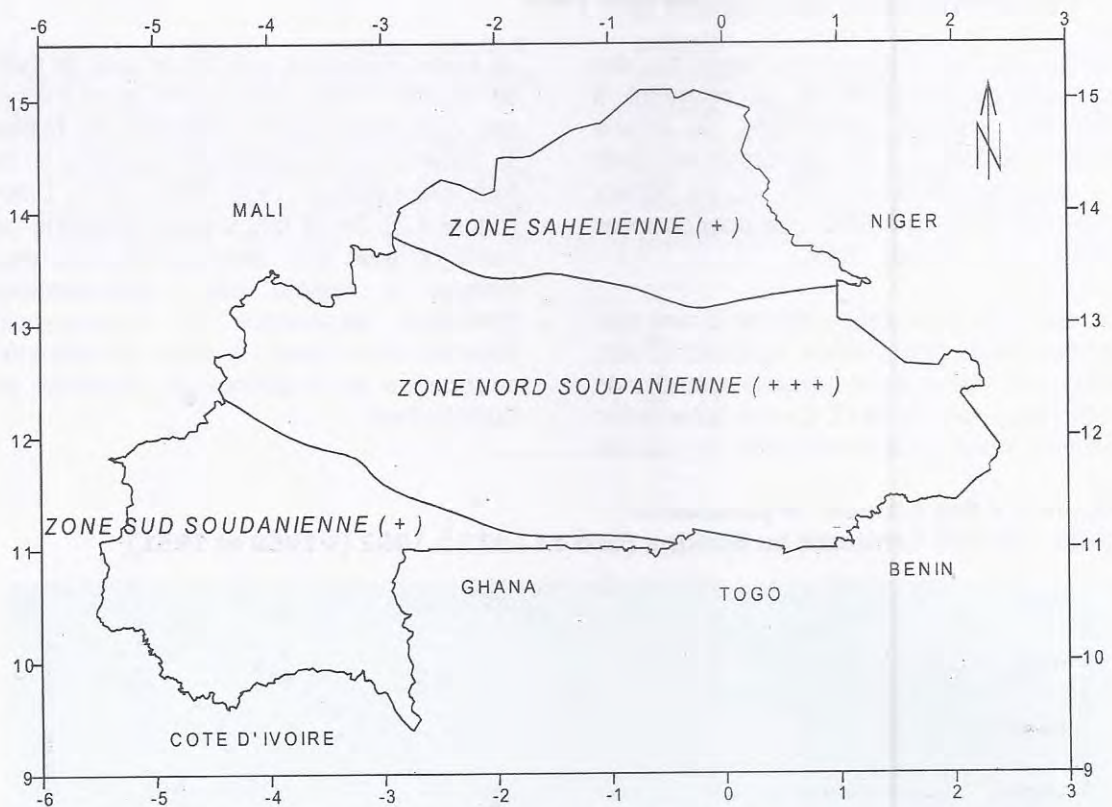 -6 -5 -4 -3 -2 -1 0 1 2 3
15 15
14 14
13 13
12 12
11 11
10 10
9 9
MALI
ZONE SAHELIENNE ( + )
NIGER
ZONE NORD SOUDANIENNE ( + + + )
ZONE SUD SOUDANIENNE ( + )
GHANA
TOGO
BENIN
COTE D'IVOIRE
-6 -5 -4 -3 -2 -1 0 1 2 3
N